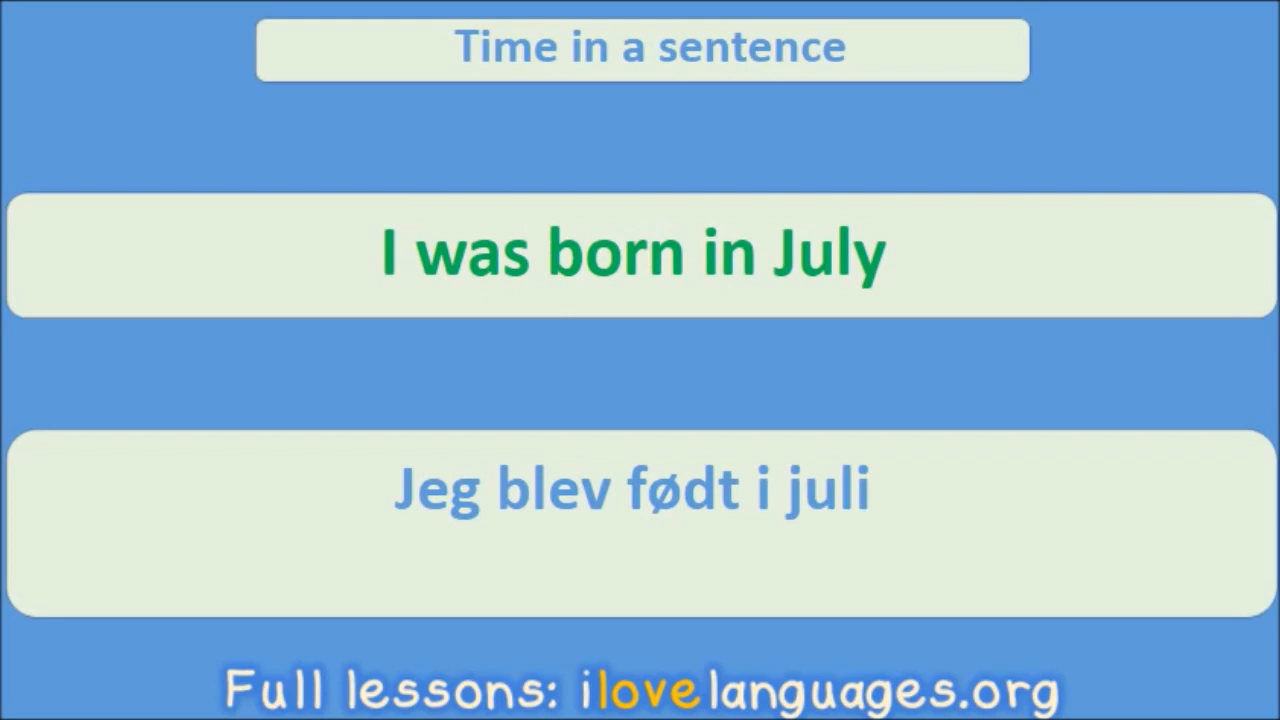 Time in a sentence
I was born in July
Jeg blev født i juli
Full lessons: ilovelanguages.org